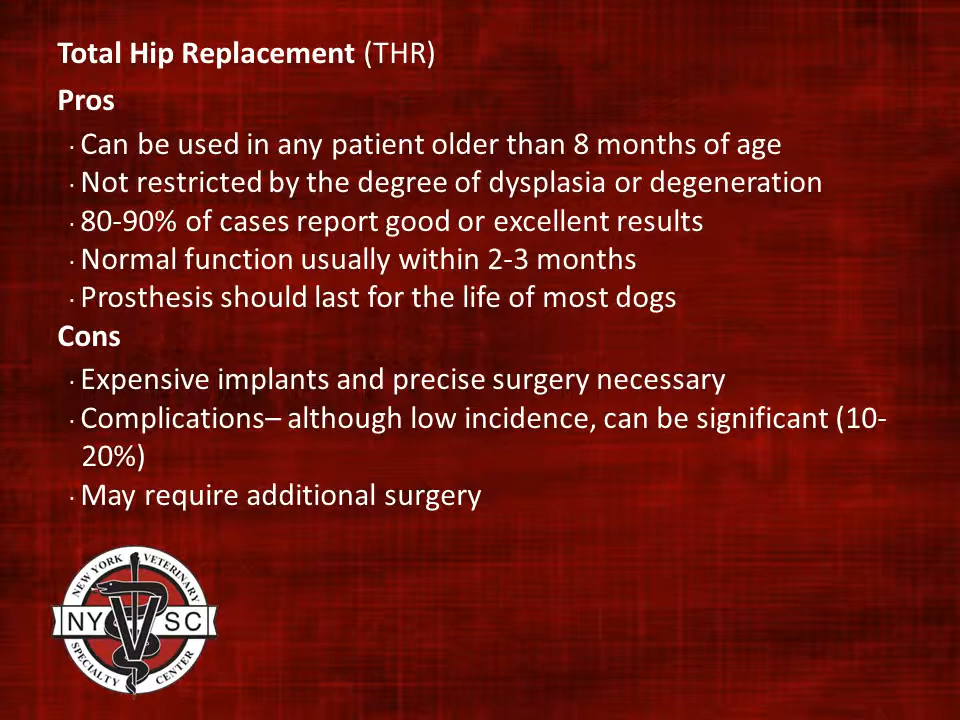 Total Hip Replacement (THR)
Pros
· Can be used in any patient older than 8 months of age
· Not restricted by the degree of dysplasia or degeneration
· 80-90% of cases report good or excellent results
· Normal function usually within 2-3 months
· Prosthesis should last for the life of most dogs
Cons
· Expensive implants and precise surgery necessary
· Complications– although low incidence, can be significant (10-
20%)
· May require additional surgery
NEW YORK VETERINARY
NY V SC
SPECIALTY CENTER